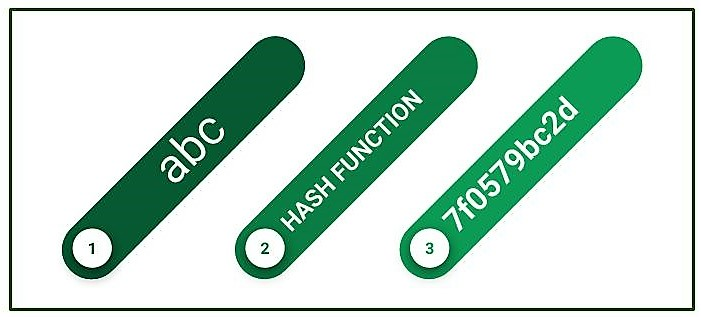 1
abc
2
HASH FUNCTION
3
7f0579bc2d